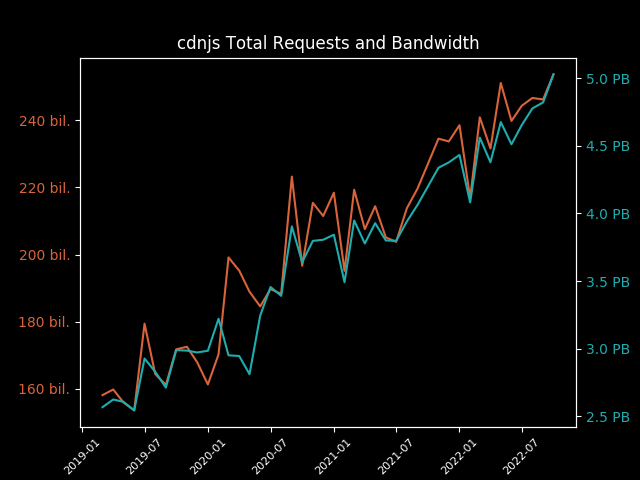 cdnjs Total Requests and Bandwidth
240 bil.
220 bil.
200 bil.
180 bil.
160 bil.
5.0 PB
4.5 PB
4.0 PB
3.5 PB
3.0 PB
2.5 PB
2019-01
2019-07
2020-01
2020-07
2021-01
2021-07
2022-01
2022-07